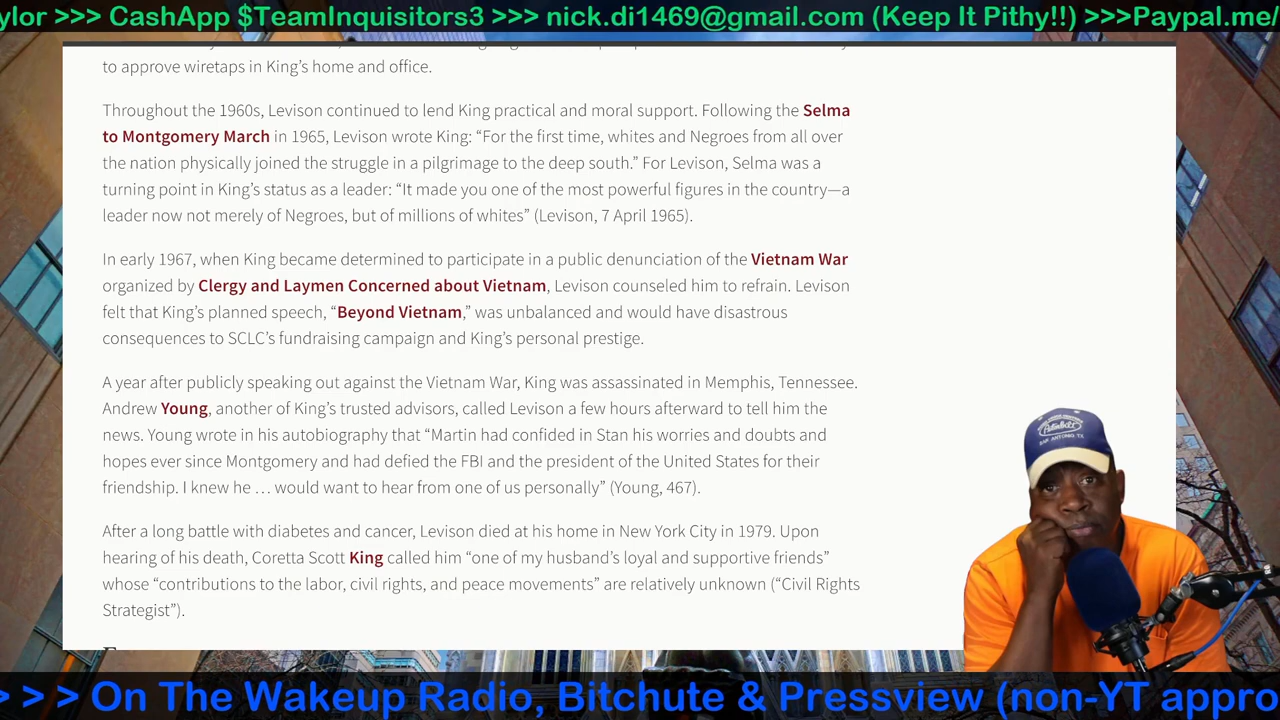 ylor >>> CashApp $TeamInquisitors3 >>> nick.di1469@gmail.com (Keep It Pithy!!) >>>Paypal.me/
to approve wiretaps in King's home and office.
Throughout the 1960s, Levison continued to lend King practical and moral support. Following the Selma
to Montgomery March in 1965, Levison wrote King: “For the first time, whites and Negroes from all over
the nation physically joined the struggle in a pilgrimage to the deep south.” For Levison, Selma was a
turning point in King’s status as a leader: “It made you one of the most powerful figures in the country—a
leader now not merely of Negroes, but of millions of whites” (Levison, 7 April 1965).
In early 1967, when King became determined to participate in a public denunciation of the Vietnam War
organized by Clergy and Laymen Concerned about Vietnam, Levison counseled him to refrain. Levison
felt that King’s planned speech, “Beyond Vietnam,” was unbalanced and would have disastrous
consequences to SCLC’s fundraising campaign and King’s personal prestige.
A year after publicly speaking out against the Vietnam War, King was assassinated in Memphis, Tennessee.
Andrew Young, another of King’s trusted advisors, called Levison a few hours afterward to tell him the
news. Young wrote in his autobiography that “Martin had confided in Stan his worries and doubts and
hopes ever since Montgomery and had defied the FBI and the president of the United States for their
friendship. I knew he … would want to hear from one of us personally” (Young, 467).
After a long battle with diabetes and cancer, Levison died at his home in New York City in 1979. Upon
hearing of his death, Coretta Scott King called him “one of my husband’s loyal and supportive friends”
whose “contributions to the labor, civil rights, and peace movements” are relatively unknown (“Civil Rights
Strategist”).
SAN ANTONIO, TX
> > > On The Wakeup Radio, Bitchute & Pressview (non-YT appro